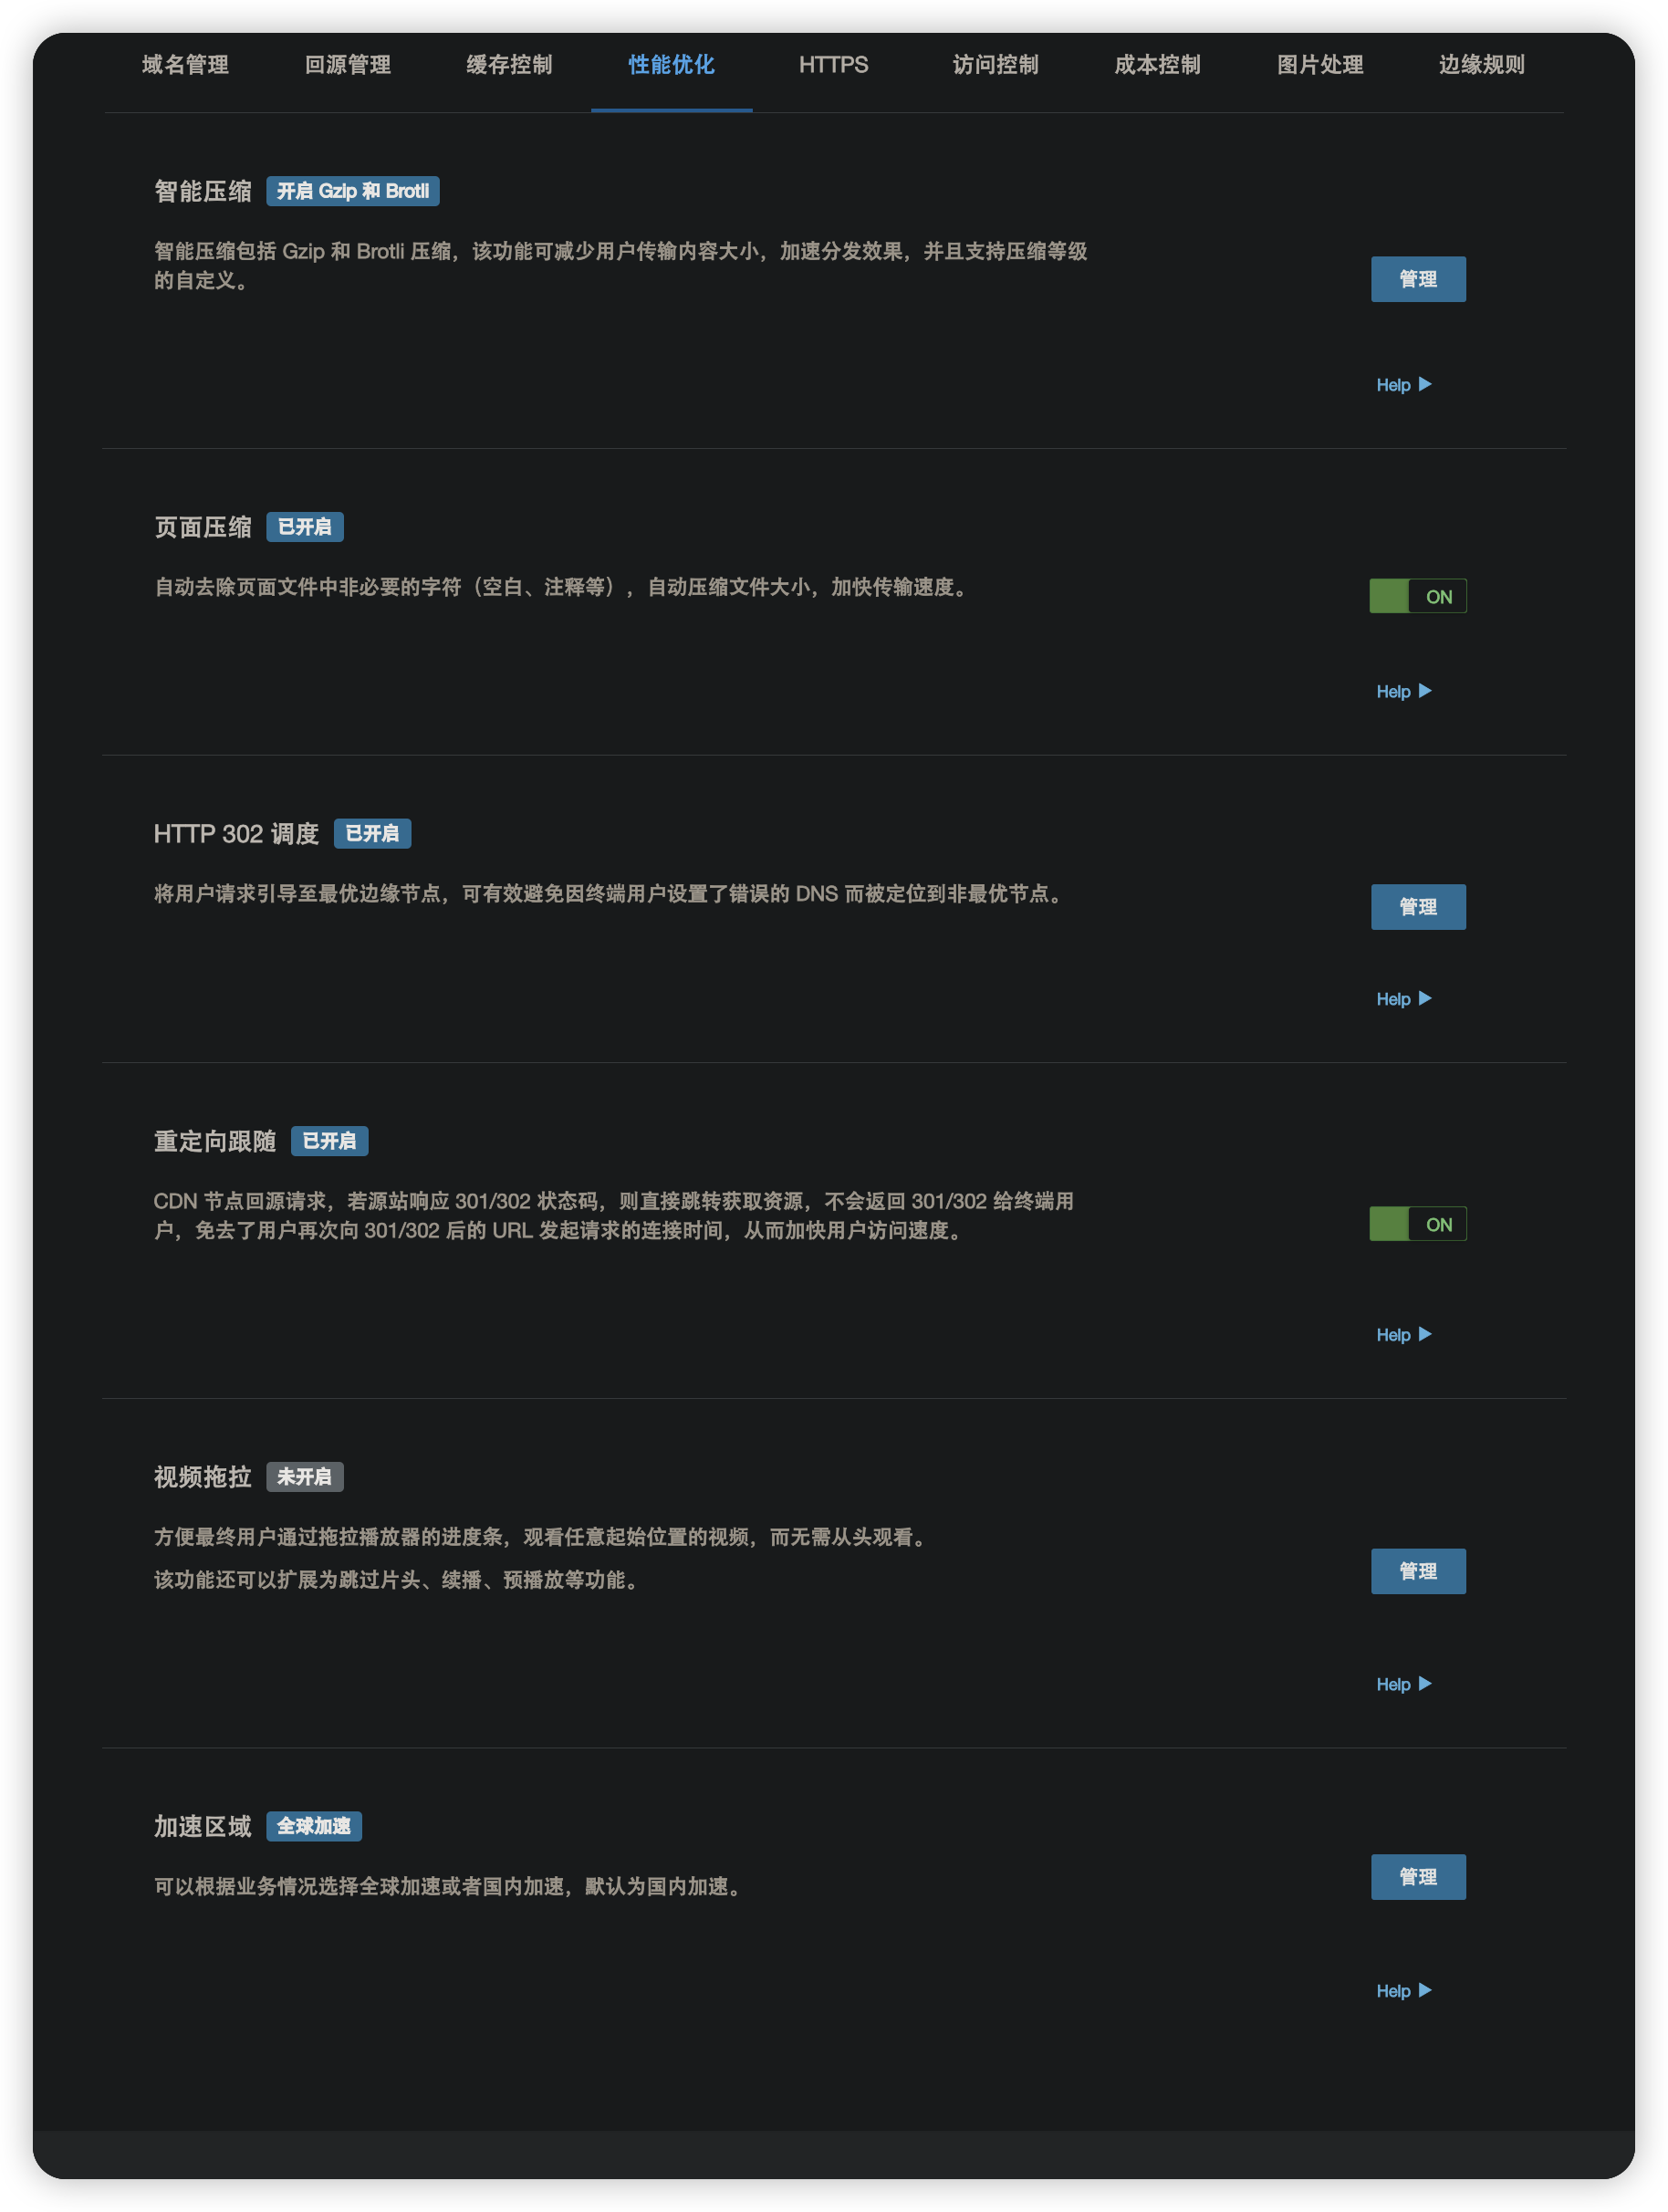 域名管理 回源管理 缓存控制 性能优化 HTTPS 访问控制 成本控制 图片处理 边缘规则
智能压缩 开启 Gzip 和 Brotli
智能压缩包括 Gzip 和 Brotli 压缩，该功能可减少用户传输内容大小，加速分发效果，并且支持压缩等级
的自定义。
管理
Help
页面压缩 已开启
自动去除页面文件中非必要的字符（空白、注释等），自动压缩文件大小，加快传输速度。
ON
Help
HTTP 302 调度 已开启
将用户请求引导至最优边缘节点，可有效避免因终端用户设置了错误的 DNS 而被定位到非最优节点。
管理
Help
重定向跟随 已开启
CDN 节点回源请求，若源站响应 301/302 状态码，则直接跳转获取资源，不会返回 301/302 给终端用
户，免去了用户再次向 301/302 后的 URL 发起请求的连接时间，从而加快用户访问速度。
ON
Help
视频拖拉 未开启
方便最终用户通过拖拉播放器的进度条，观看任意起始位置的视频，而无需从头观看。
该功能还可以扩展为跳过片头、续播、预播放等功能。
管理
Help
加速区域 全球加速
可以根据业务情况选择全球加速或者国内加速，默认为国内加速。
管理
Help